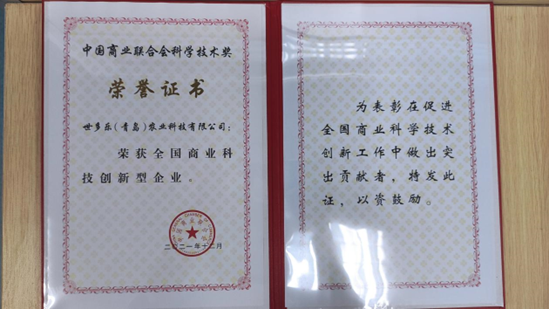 中国商业联合会科学技术奖
荣誉证书
世多乐(青岛)农业科技有限公司:
荣获全国商业科
技创新型企业。
二〇二一年十二月
为表彰在促进
全国商业科学技术
创新工作中做出突
出贡献者，特发此
证，以资鼓励。